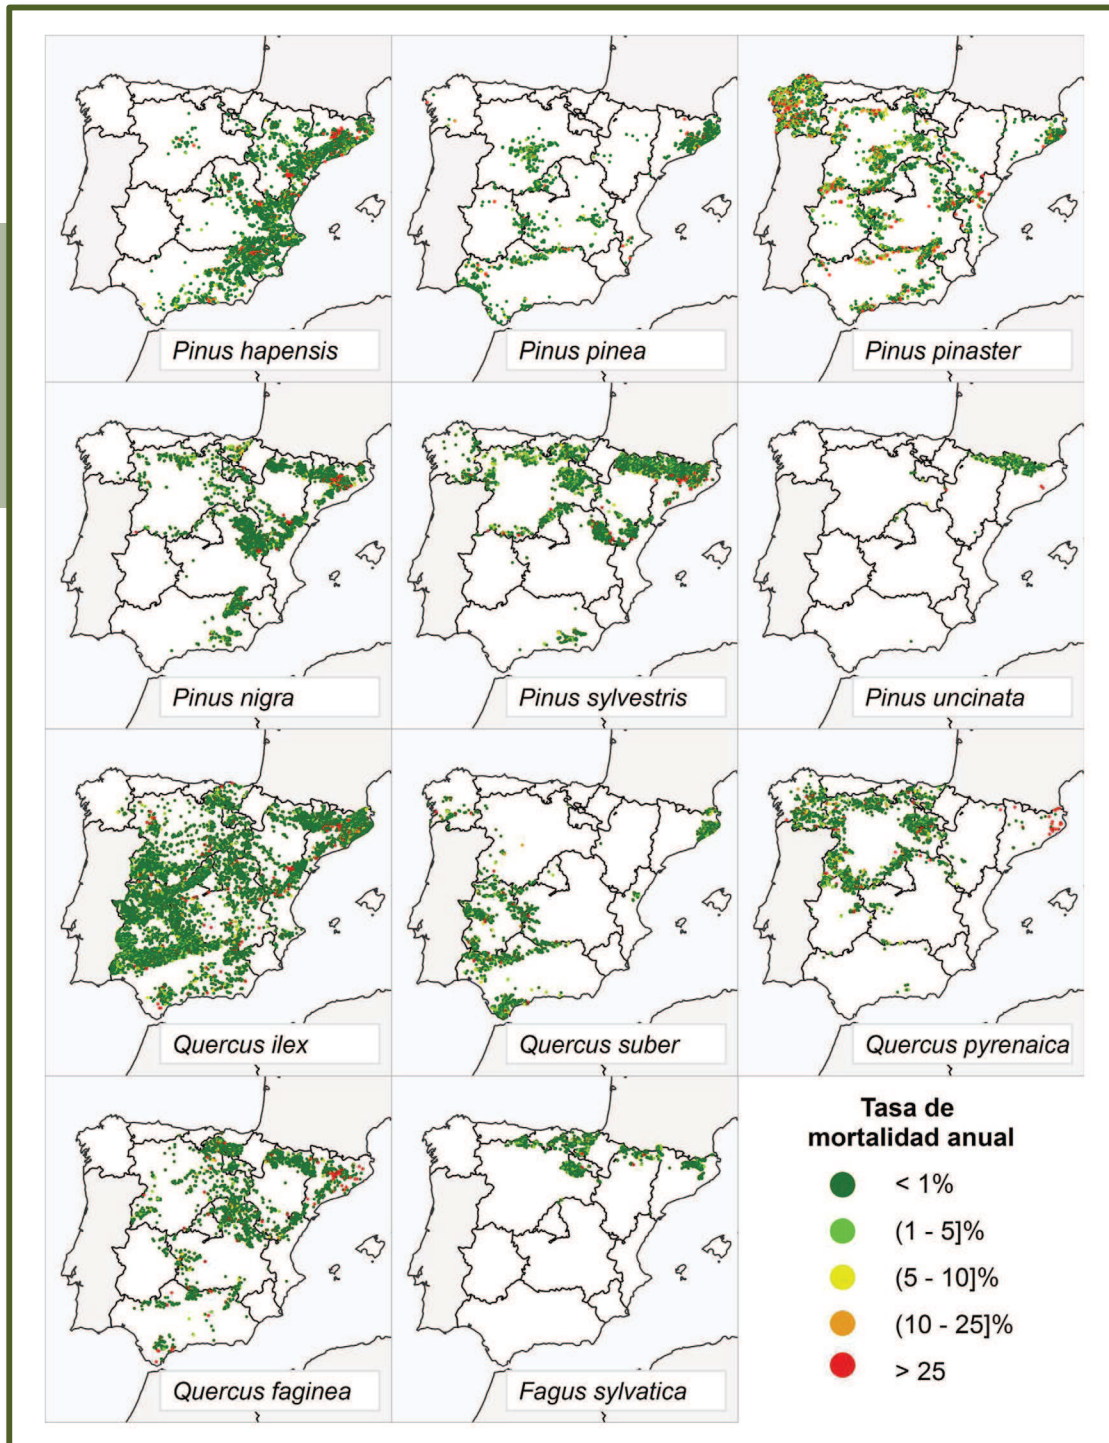 Pinus hapensis
Pinus pinea
Pinus pinaster
Pinus nigra
Pinus sylvestris
Pinus uncinata
Quercus ilex
Quercus suber
Quercus pyrenaica
Quercus faginea
Fagus sylvatica
Tasa de
mortalidad anual
< 1%
(1 - 5]%
(5 - 10]%
(10 - 25]%
> 25